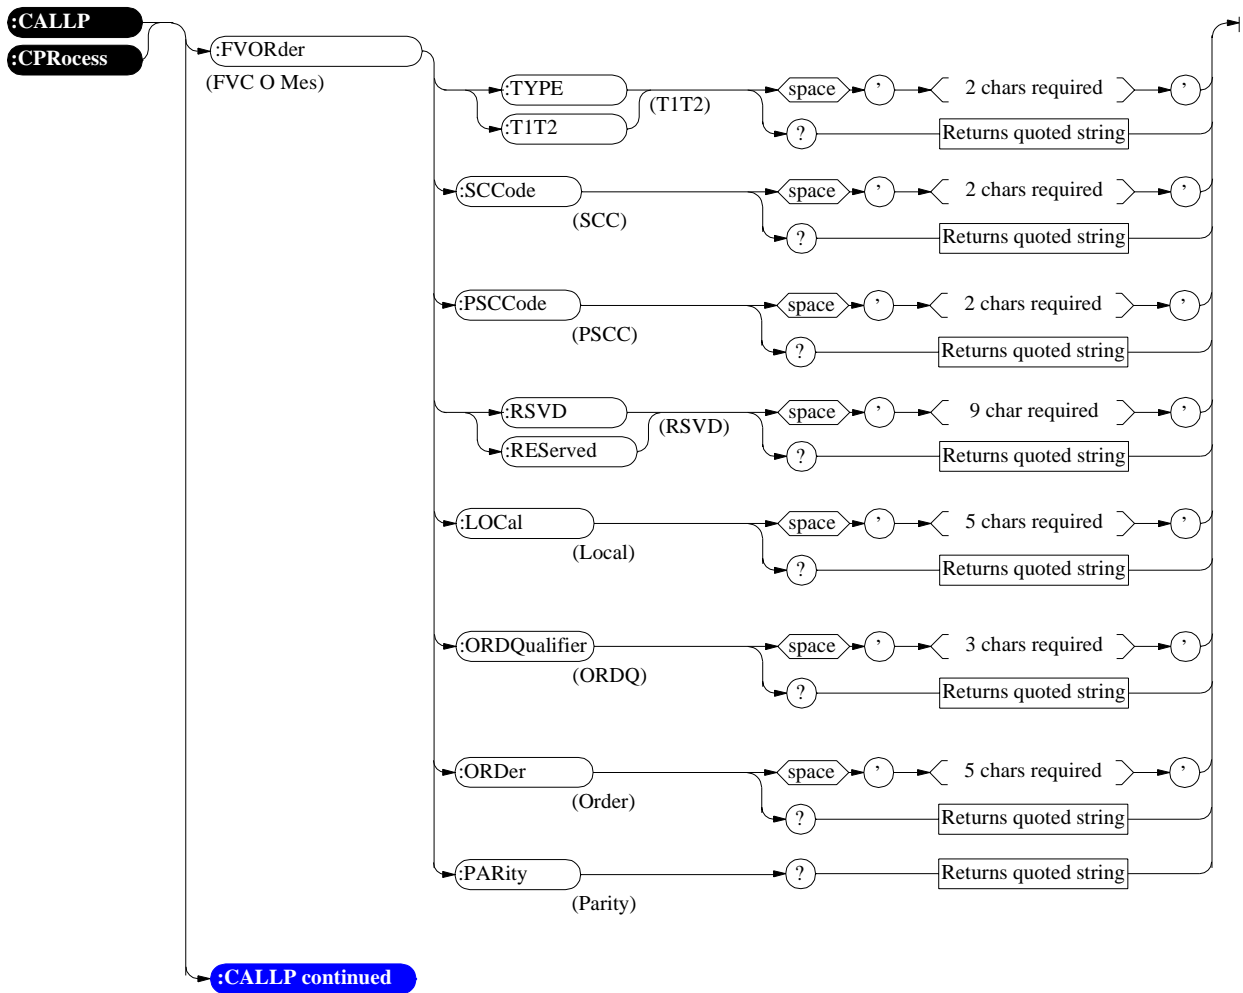 :CALLP
:CPRocess
:FVORder
(FVC O Mes)
:TYPE
:T1T2
(T1T2)
space ’ 2 chars required ’
? Returns quoted string
:SCCode
(SCC)
space ’ 2 chars required ’
? Returns quoted string
:PSCCode
(PSCC)
space ’ 2 chars required ’
? Returns quoted string
:RSVD
:REServed
(RSVD)
space ’ 9 char required ’
? Returns quoted string
:LOCal
(Local)
space ’ 5 chars required ’
? Returns quoted string
:ORDQualifier
(ORDQ)
space ’ 3 chars required ’
? Returns quoted string
:ORDer
(Order)
space ’ 5 chars required ’
? Returns quoted string
:PARity
(Parity)
? Returns quoted string
:CALLP continued